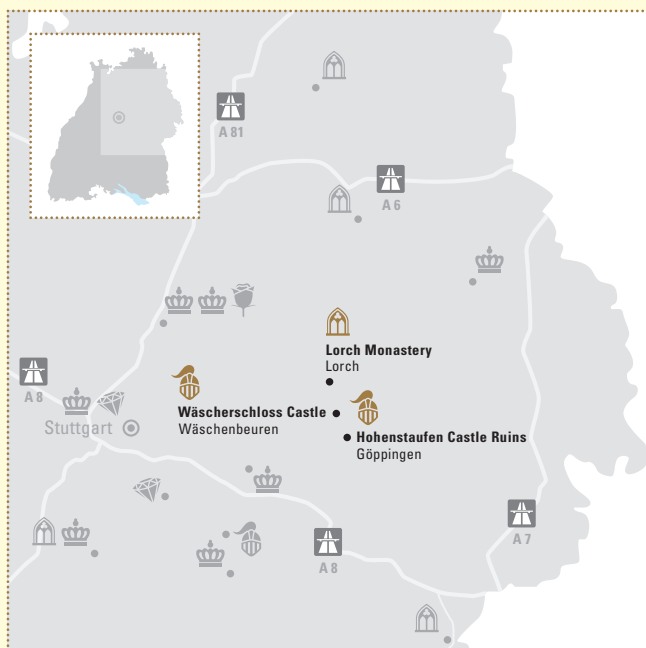 A 81
A 6
Lorch Monastery
Lorch
A 8
Wäscherschloss Castle
Wäschenbeuren
Stuttgart
Hohenstaufen Castle Ruins
Göppingen
A 7
A 8